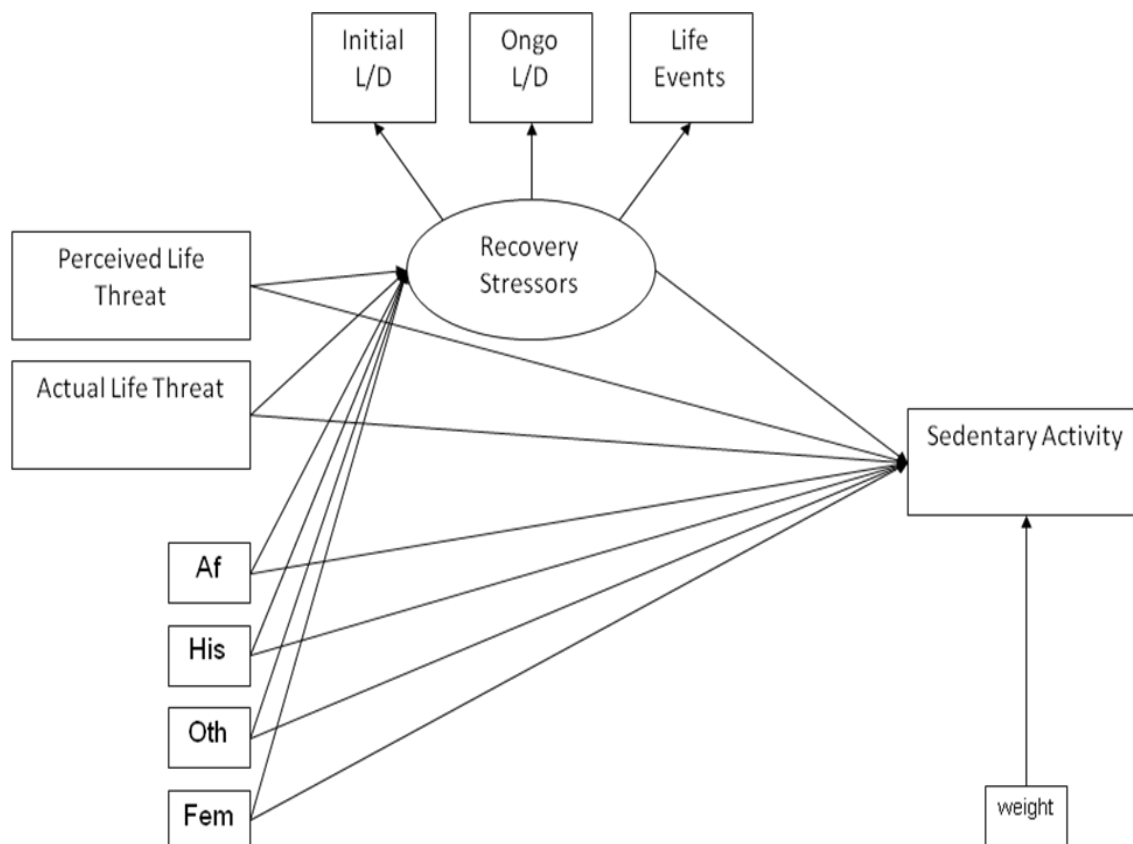 Initial
L/D
Ongo
L/D
Life
Events
Recovery
Stressors
Perceived Life
Threat
Actual Life Threat
Sedentary Activity
Af
His
Oth
Fem
weight